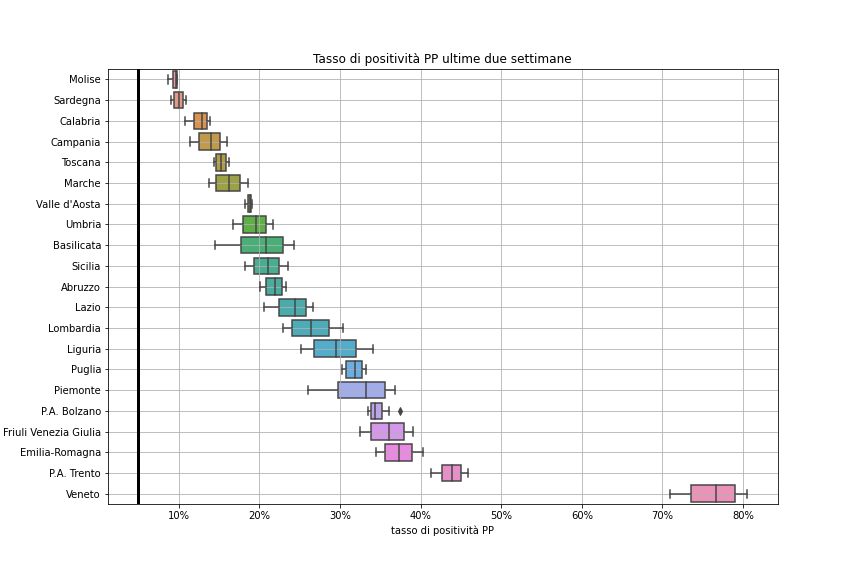 Tasso di positività PP ultime due settimane
Molise
Sardegna
Calabria
Campania
Toscana
Marche
Valle d'Aosta
Umbria
Basilicata
Sicilia
Abruzzo
Lazio
Lombardia
Liguria
Puglia
Piemonte
P.A. Bolzano
Friuli Venezia Giulia
Emilia-Romagna
P.A. Trento
Veneto
10% 20% 30% 40% 50% 60% 70% 80%
tasso di positività PP